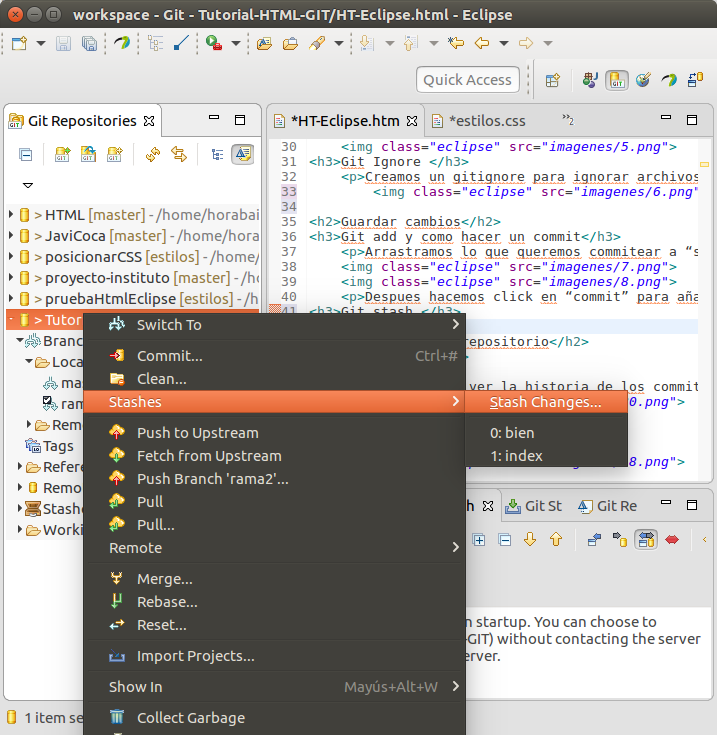 workspace - Git - Tutorial-HTML-GIT/HT-Eclipse.html - Eclipse
Quick Access
Git Repositories
> HTML [master] - /home/horabai
> JaviCoca [master] - /home/horaba
> posicionarCSS [estilos] - /home/
> proyecto-instituto [master] - /ho
> pruebaHtmlEclipse [estilos] - /h
> Tutor
Branc
Loca
ma
ram
Rem
Tags
Refere
Remo
Stashe
Worki
1 item se
*HT-Eclipse.htm
*estilos.css
»2
30 <img class="eclipse" src="imagenes/5.png">
31 <h3>Git Ignore </h3>
32 <p>Creamos un gitignore para ignorar archivos
33 <img class="eclipse" src="imagenes/6.png"
34
35 <h2>Guardar cambios</h2>
36 <h3>Git add y como hacer un commit</h3>
37 <p>Arrastramos lo que queremos commitear a “s
38 <img class="eclipse" src="imagenes/7.png">
39 <img class="eclipse" src="imagenes/8.png">
40 <p>Despues hacemos click en “commit” para aña
41 <h3>Git stash </h3>
epositorio</h2>
>
ver la historia de los commit
0.png">
8.png">
Switch To
Commit... Ctrl+#
Clean...
Stashes
Stash Changes...
0: bien
1: index
Push to Upstream
Fetch from Upstream
Push Branch 'rama2'...
Pull
Pull...
Remote
Merge...
Rebase...
Reset...
Import Projects...
Show In Mayús+Alt+W
Collect Garbage
h
Git St
Git Re
n startup. You can choose to
-GIT) without contacting the server
erver.